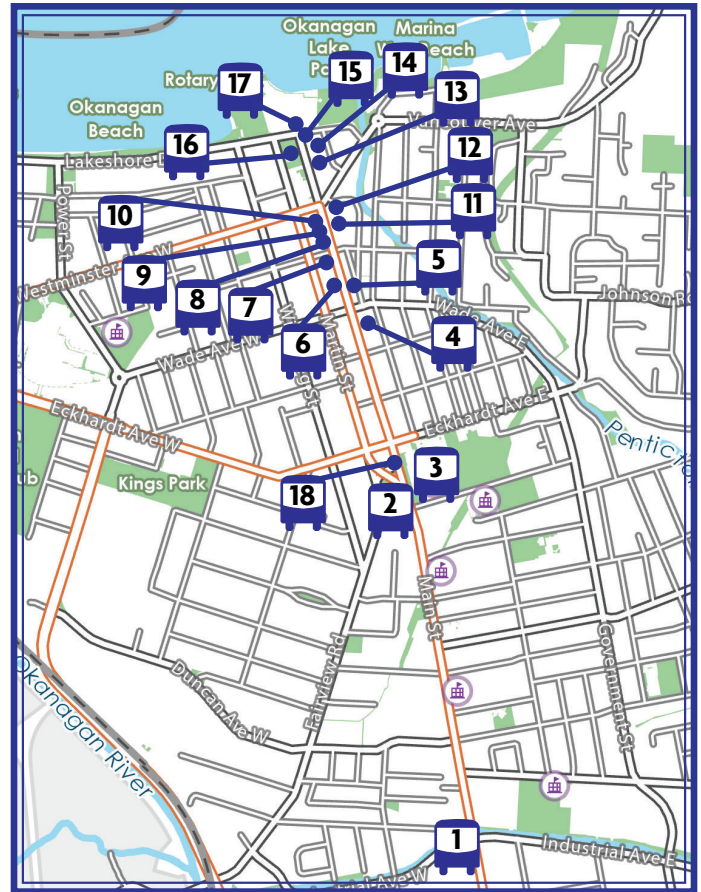 Okanagan
Lake
Marina
Beach
Rotary
Okanagan
Beach
17
15
14
13
16
Vancouver Ave
Lakeshore
12
Power St
10
11
Westminster
W
9
8
7
5
Johnson
6
4
Wade Ave E
Wade Ave W
Martin St
St
Eckhardt Ave W
Eckhardt Ave E
Kings Park
18
3
2
Main St
Fairview Rd
Government St
Duncan Ave W
Okanagan River
1
Industrial Ave E
Ave W